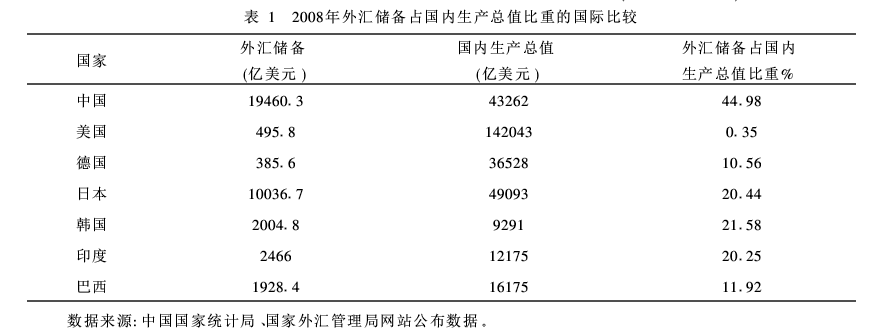 表 1 2008年外汇储备占国内生产总值比重的国际比较
国家 外汇储备 (亿美元) 国内生产总值 (亿美元) 外汇储备占国内生产总值比重%
中国 19460.3 43262 44.98
美国 495.8 142043 0.35
德国 385.6 36528 10.56
日本 10036.7 49093 20.44
韩国 2004.8 9291 21.58
印度 2466 12175 20.25
巴西 1928.4 16175 11.92
数据来源:中国国家统计局、国家外汇管理局网站公布数据。